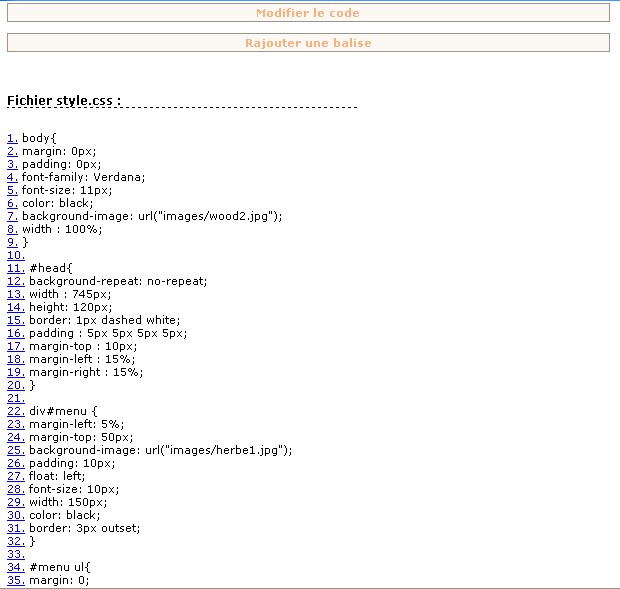 Modifier le code
Rajouter une balise
Fichier style.css :
1. body{
2. margin: 0px;
3. padding: 0px;
4. font-family: Verdana;
5. font-size: 11px;
6. color: black;
7. background-image: url("images/wood2.jpg");
8. width : 100%;
9. }
10.
11. #head{
12. background-repeat: no-repeat;
13. width : 745px;
14. height: 120px;
15. border: 1px dashed white;
16. padding : 5px 5px 5px 5px;
17. margin-top : 10px;
18. margin-left : 15%;
19. margin-right : 15%;
20. }
21.
22. div#menu {
23. margin-left: 5%;
24. margin-top: 50px;
25. background-image: url("images/herbe1.jpg");
26. padding: 10px;
27. float: left;
28. font-size: 10px;
29. width: 150px;
30. color: black;
31. border: 3px outset;
32. }
33.
34. #menu ul{
35. margin: 0;